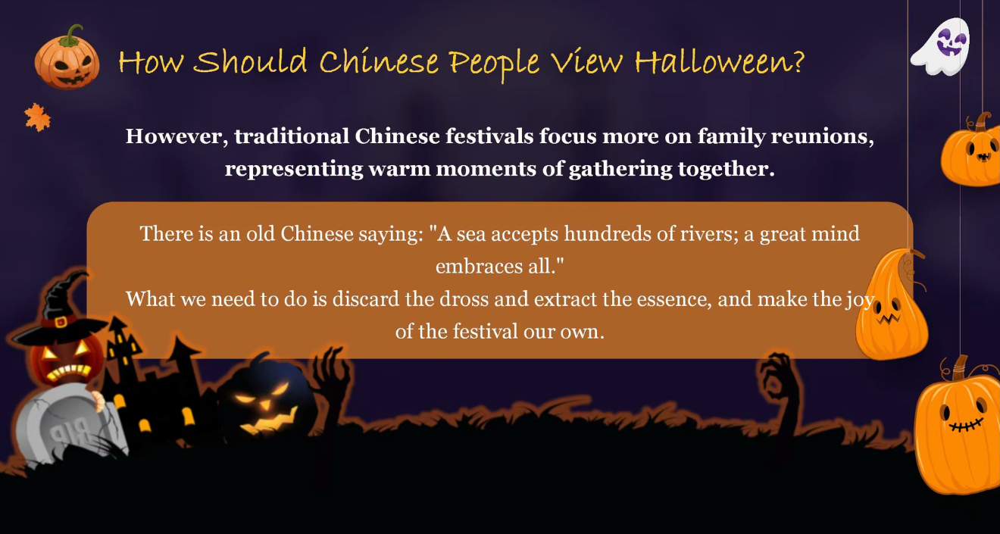 How Should Chinese People View Halloween?
However, traditional Chinese festivals focus more on family reunions,
representing warm moments of gathering together.
There is an old Chinese saying: "A sea accepts hundreds of rivers; a great mind
embraces all."
What we need to do is discard the dross and extract the essence, and make the joy
of the festival our own.
RIP